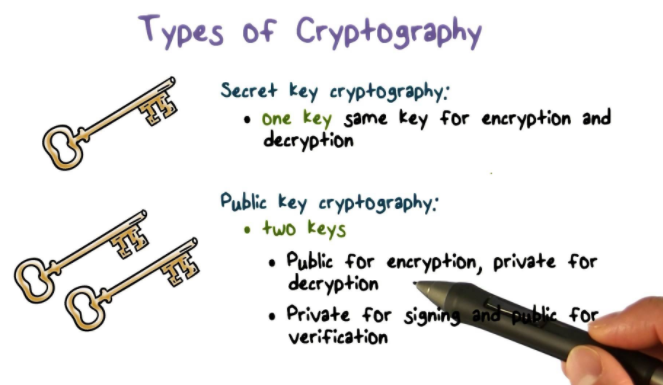 Types of Cryptography
Secret key cryptography:
• one key same key for encryption and
decryption
Public key cryptography:
• two keys
• Public for encryption, private for
decryption
• Private for signing and public for
verification